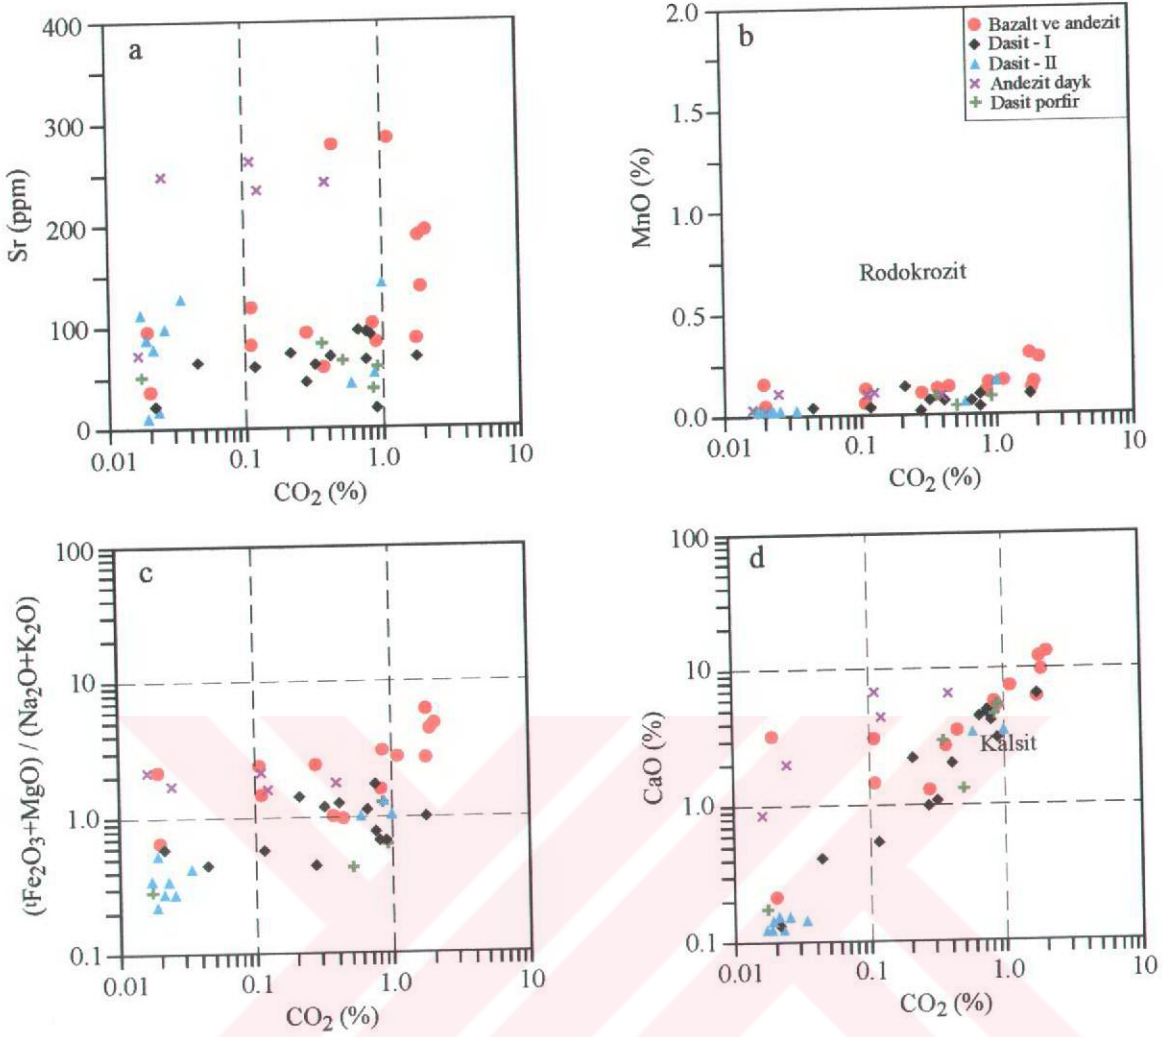 a
400
300
200
100
0
Sr (ppm)
0.01
0.1
1.0
10
CO₂ (%)
b
2.0
1.5
1.0
0.5
0.0
MnO (%)
Bazalt ve andezit
Dasit - I
Dasit - II
Andezit dayk
Dasit porfir
Rodokrozit
0.01
0.1
1.0
10
CO₂ (%)
c
100
10
1.0
0.1
(ᵗFe₂O₃+MgO) / (Na₂O+K₂O)
0.01
0.1
1.0
10
CO₂ (%)
d
100
10
1.0
0.1
CaO (%)
Kalsit
0.01
0.1
1.0
10
CO₂ (%)